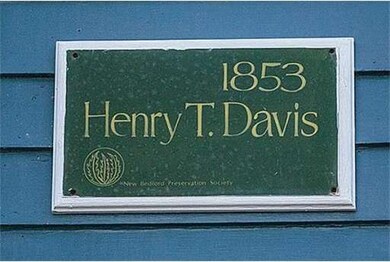 1853
Henry T. Davis
New Bedford Preservation Society